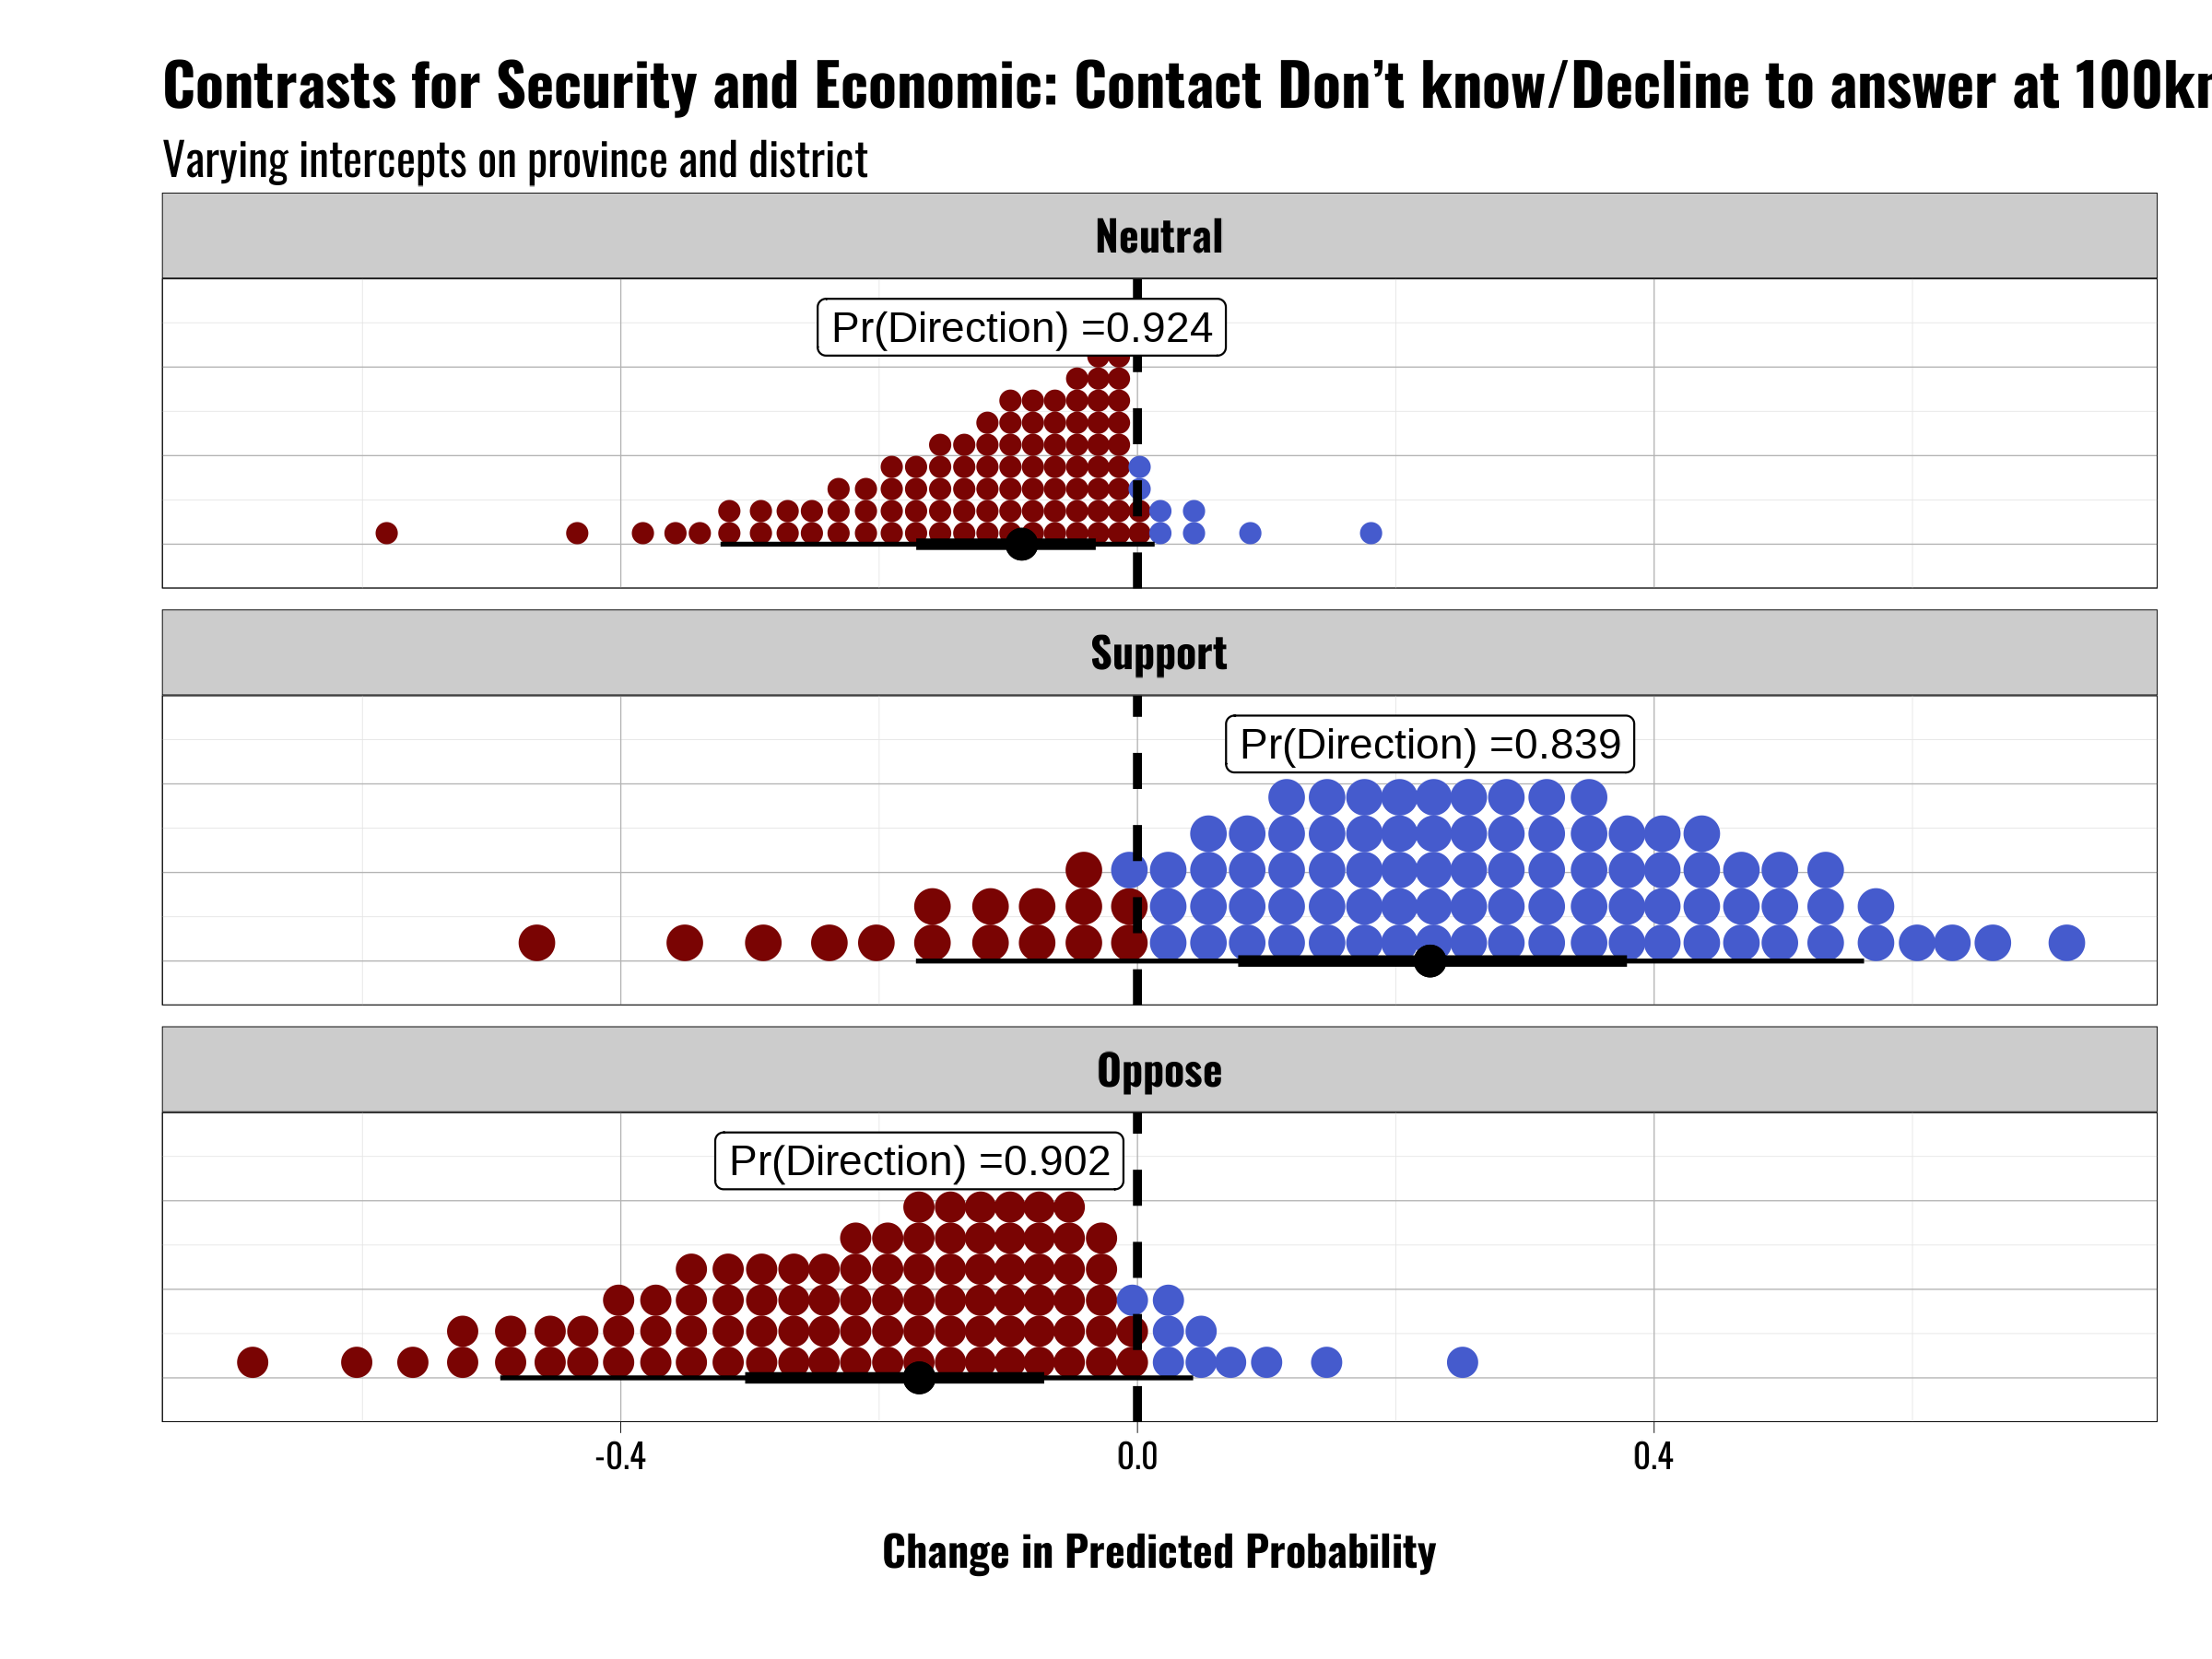 Contrasts for Security and Economic: Contact Don’t know/Decline to answer at 100k
Varying intercepts on province and district
Neutral
Pr(Direction) =0.924
Support
Pr(Direction) =0.839
Oppose
Pr(Direction) =0.902
-0.4 0.0 0.4
Change in Predicted Probability